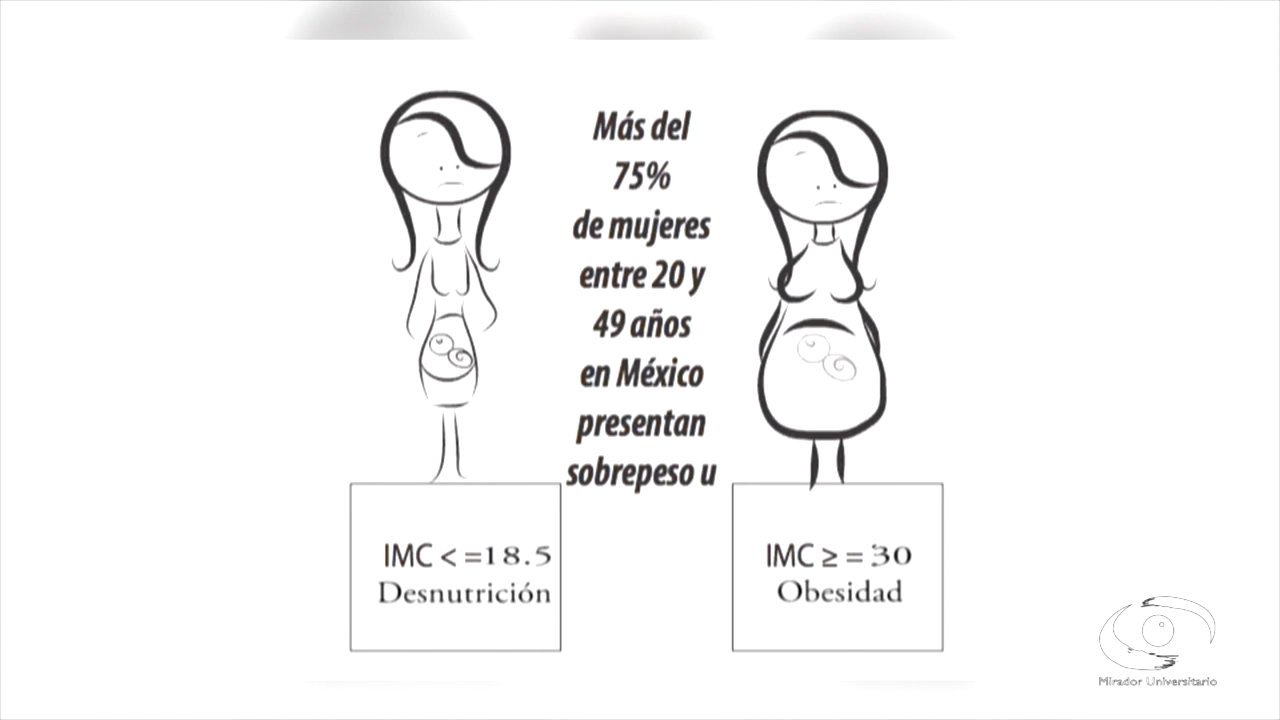 Más del
75%
de mujeres
entre 20 y
49 años
en México
presentan
sobrepeso u
IMC < =18.5
Desnutrición
IMC ≥ = 30
Obesidad
Mirador Universitario